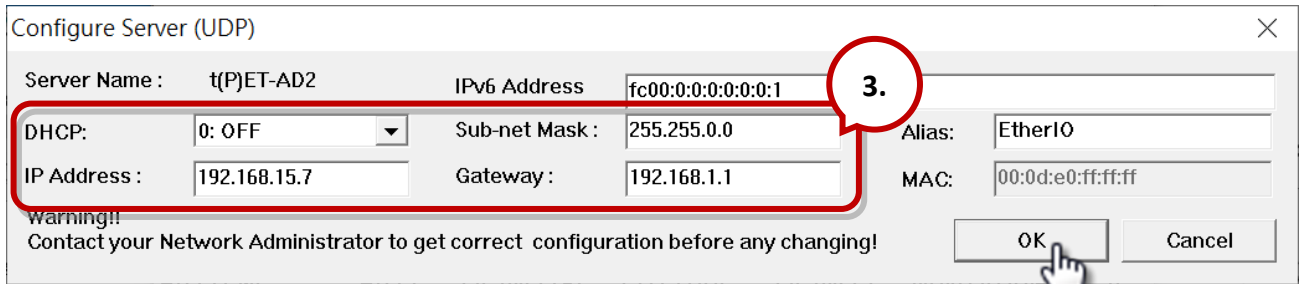 Configure Server (UDP)
Server Name : t(P)ET-AD2 IPv6 Address fc00:0:0:0:0:0:0:1 3.
DHCP: 0: OFF Sub-net Mask : 255.255.0.0 Alias: EtherIO
IP Address : 192.168.15.7 Gateway : 192.168.1.1 MAC: 00:0d:e0:ff:ff:ff
Warning!!
Contact your Network Administrator to get correct configuration before any changing!
OK Cancel